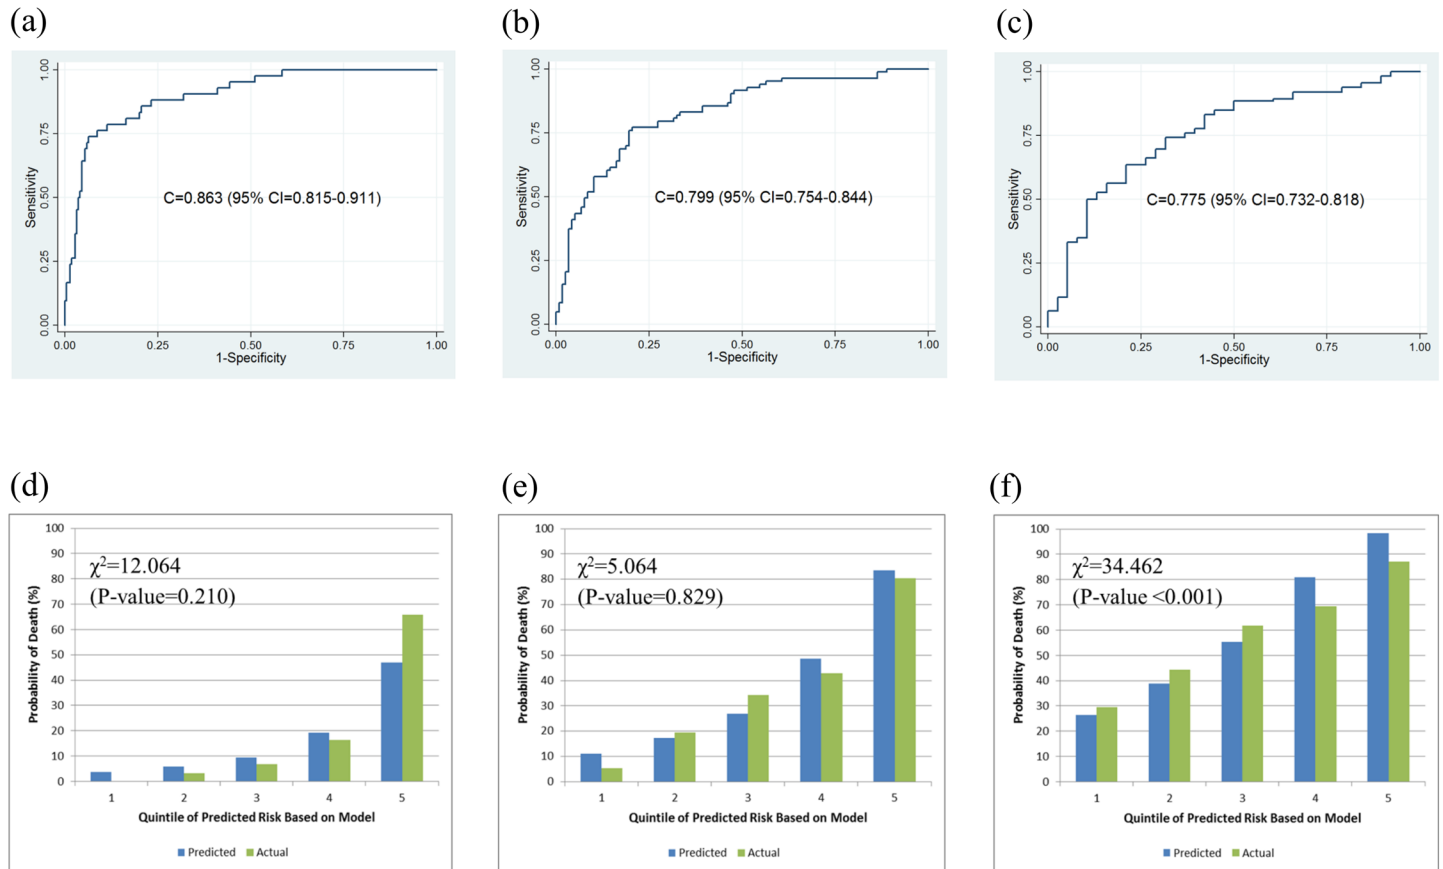 (a)
(b)
(c)
1.00
0.75
0.50
0.25
0.00
Sensitivity
C=0.863 (95% CI=0.815-0.911)
0.00 0.25 0.50 0.75 1.00
1-Specificity
1.00
0.75
0.50
0.25
0.00
Sensitivity
C=0.799 (95% CI=0.754-0.844)
0.00 0.25 0.50 0.75 1.00
1-Specificity
1.00
0.75
0.50
0.25
0.00
Sensitivity
C=0.775 (95% CI=0.732-0.818)
0.00 0.25 0.50 0.75 1.00
1-Specificity
(d)
(e)
(f)
100
90
80
70
60
50
40
30
20
10
0
Probability of Death (%)
χ²=12.064
(P-value=0.210)
1 2 3 4 5
Quintile of Predicted Risk Based on Model
Predicted Actual
100
90
80
70
60
50
40
30
20
10
0
Probability of Death (%)
χ²=5.064
(P-value=0.829)
1 2 3 4 5
Quintile of Predicted Risk Based on Model
Predicted Actual
100
90
80
70
60
50
40
30
20
10
0
Probability of Death (%)
χ²=34.462
(P-value <0.001)
1 2 3 4 5
Quintile of Predicted Risk Based on Model
Predicted Actual